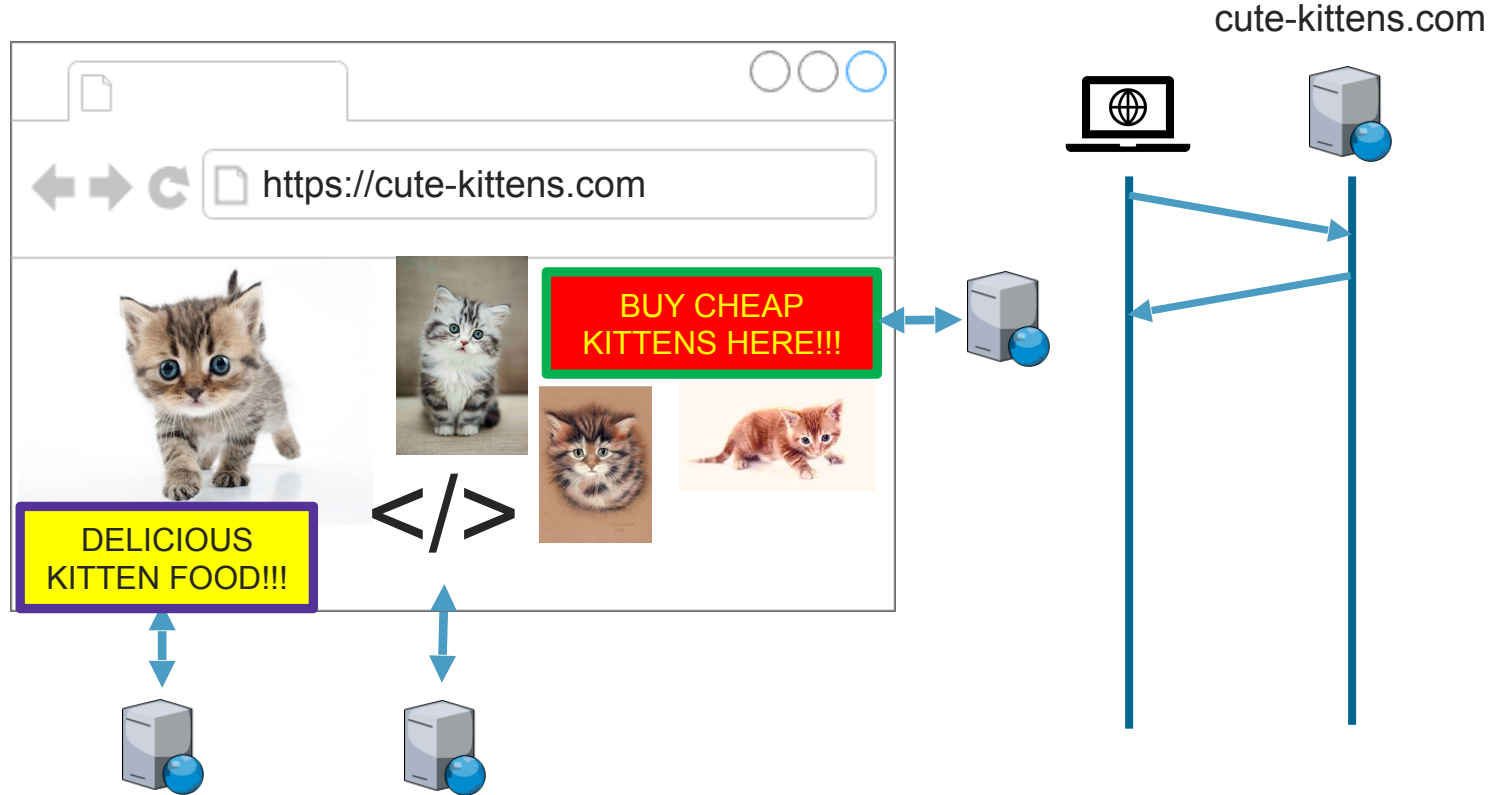 cute-kittens.com
https://cute-kittens.com
BUY CHEAP
KITTENS HERE!!!
</>
DELICIOUS
KITTEN FOOD!!!